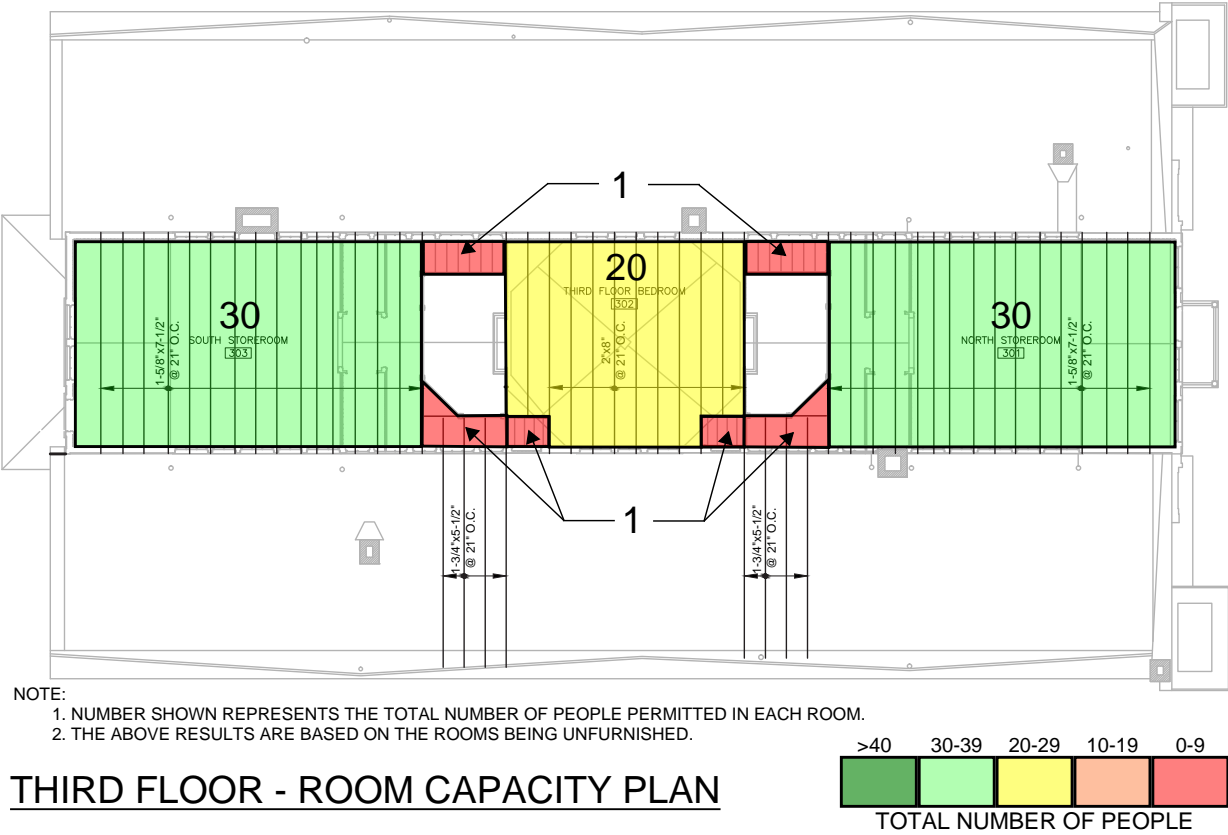 1
20
THIRD FLOOR BEDROOM
302
30
SOUTH STOREROOM
303
30
NORTH STOREROOM
301
1-5/8"x7-1/2"
@ 21" O.C.
2"x8"
@ 21" O.C.
1-5/8"x7-1/2"
@ 21" O.C.
1
1-3/4"x5-1/2"
@ 21" O.C.
1-3/4"x5-1/2"
@ 21" O.C.
NOTE:
1. NUMBER SHOWN REPRESENTS THE TOTAL NUMBER OF PEOPLE PERMITTED IN EACH ROOM.
2. THE ABOVE RESULTS ARE BASED ON THE ROOMS BEING UNFURNISHED.
THIRD FLOOR - ROOM CAPACITY PLAN
>40 30-39 20-29 10-19 0-9
TOTAL NUMBER OF PEOPLE